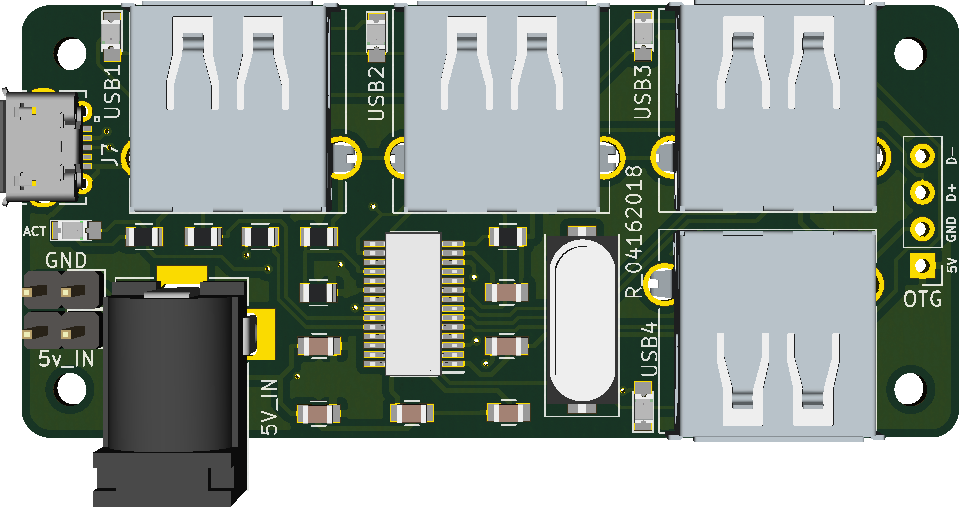 USB1
USB2
USB3
J7
D-
D+
GND
5V
OTG
R_04162018
ACT
GND
5v_IN
5V_IN
USB4